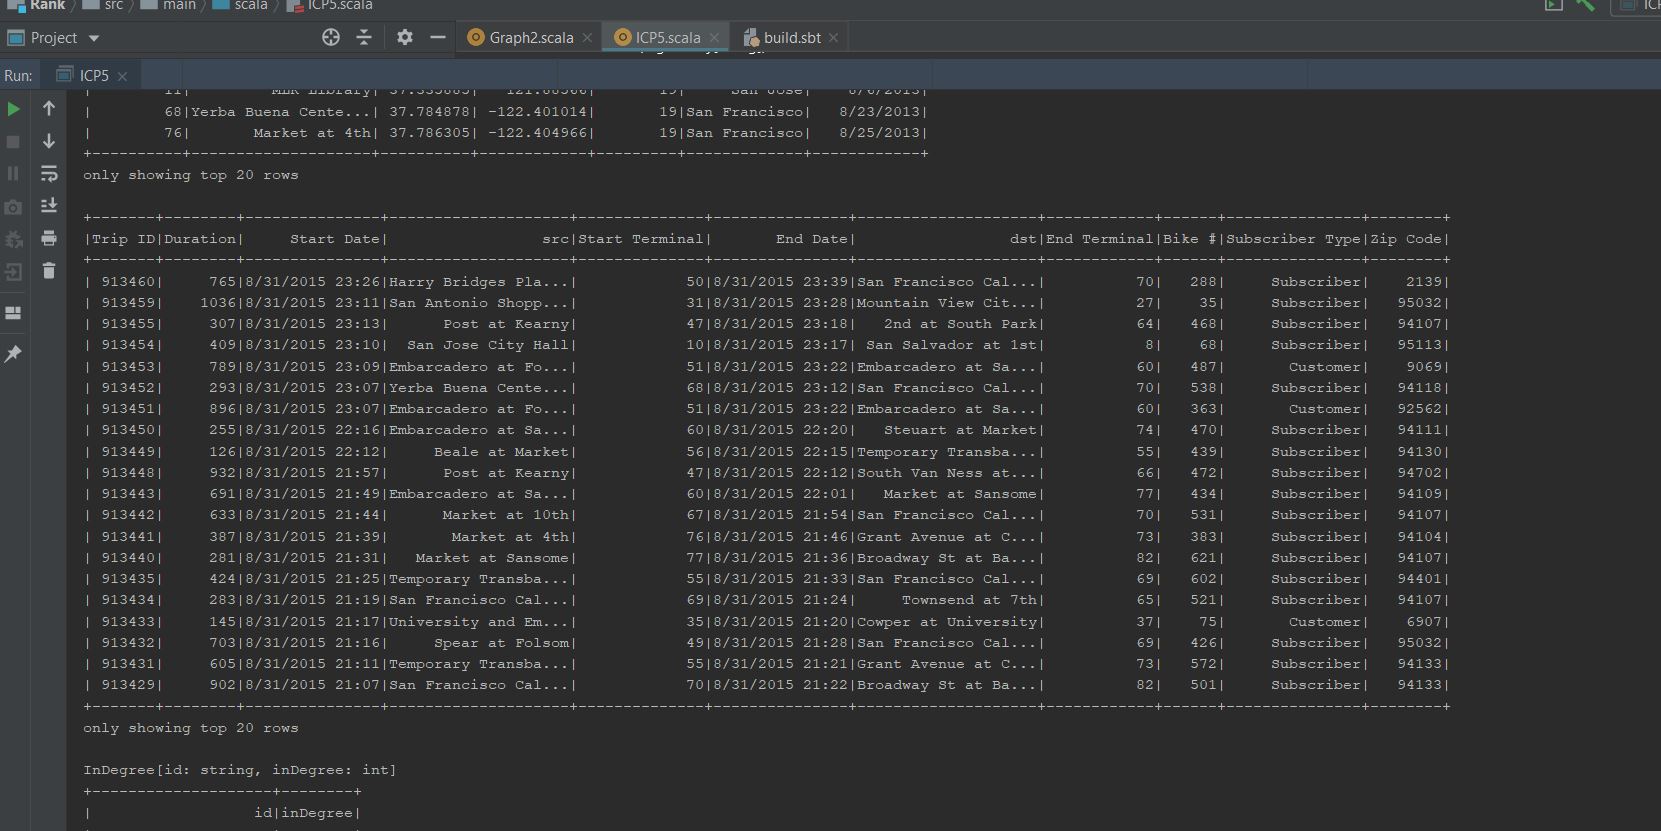 Rank src main scala ICP5.scala
Project Graph2.scala ICP5.scala build.sbt
Run: ICP5
| 11| MLK Library| 37.335885| -121.88566| 19| San Jose| 8/6/2013|
| 68|Yerba Buena Cente...| 37.784878| -122.401014| 19|San Francisco| 8/23/2013|
| 76| Market at 4th| 37.786305| -122.404966| 19|San Francisco| 8/25/2013|
+----------+--------------------+----------+------------+---------+-------------+------------+
only showing top 20 rows
+-------+--------+---------------+--------------------+--------------+---------------+--------------------+------------+------+---------------+--------+
|Trip ID|Duration| Start Date| src|Start Terminal| End Date| dst|End Terminal|Bike #|Subscriber Type|Zip Code|
+-------+--------+---------------+--------------------+--------------+---------------+--------------------+------------+------+---------------+--------+
| 913460| 765|8/31/2015 23:26|Harry Bridges Pla...| 50|8/31/2015 23:39|San Francisco Cal...| 70| 288| Subscriber| 2139|
| 913459| 1036|8/31/2015 23:11|San Antonio Shopp...| 31|8/31/2015 23:28|Mountain View Cit...| 27| 35| Subscriber| 95032|
| 913455| 307|8/31/2015 23:13| Post at Kearny| 47|8/31/2015 23:18| 2nd at South Park| 64| 468| Subscriber| 94107|
| 913454| 409|8/31/2015 23:10| San Jose City Hall| 10|8/31/2015 23:17| San Salvador at 1st| 8| 68| Subscriber| 95113|
| 913453| 789|8/31/2015 23:09|Embarcadero at Fo...| 51|8/31/2015 23:22|Embarcadero at Sa...| 60| 487| Customer| 9069|
| 913452| 293|8/31/2015 23:07|Yerba Buena Cente...| 68|8/31/2015 23:12|San Francisco Cal...| 70| 538| Subscriber| 94118|
| 913451| 896|8/31/2015 23:07|Embarcadero at Fo...| 51|8/31/2015 23:22|Embarcadero at Sa...| 60| 363| Customer| 92562|
| 913450| 255|8/31/2015 22:16|Embarcadero at Sa...| 60|8/31/2015 22:20| Steuart at Market| 74| 470| Subscriber| 94111|
| 913449| 126|8/31/2015 22:12| Beale at Market| 56|8/31/2015 22:15|Temporary Transba...| 55| 439| Subscriber| 94130|
| 913448| 932|8/31/2015 21:57| Post at Kearny| 47|8/31/2015 22:12|South Van Ness at...| 66| 472| Subscriber| 94702|
| 913443| 691|8/31/2015 21:49|Embarcadero at Sa...| 60|8/31/2015 22:01| Market at Sansome| 77| 434| Subscriber| 94109|
| 913442| 633|8/31/2015 21:44| Market at 10th| 67|8/31/2015 21:54|San Francisco Cal...| 70| 531| Subscriber| 94107|
| 913441| 387|8/31/2015 21:39| Market at 4th| 76|8/31/2015 21:46|Grant Avenue at C...| 73| 383| Subscriber| 94104|
| 913440| 281|8/31/2015 21:31| Market at Sansome| 77|8/31/2015 21:36|Broadway St at Ba...| 82| 621| Subscriber| 94107|
| 913435| 424|8/31/2015 21:25|Temporary Transba...| 55|8/31/2015 21:33|San Francisco Cal...| 69| 602| Subscriber| 94401|
| 913434| 283|8/31/2015 21:19|San Francisco Cal...| 69|8/31/2015 21:24| Townsend at 7th| 65| 521| Subscriber| 94107|
| 913433| 145|8/31/2015 21:17|University and Em...| 35|8/31/2015 21:20|Cowper at University| 37| 75| Customer| 6907|
| 913432| 703|8/31/2015 21:16| Spear at Folsom| 49|8/31/2015 21:28|San Francisco Cal...| 69| 426| Subscriber| 95032|
| 913431| 605|8/31/2015 21:11|Temporary Transba...| 55|8/31/2015 21:21|Grant Avenue at C...| 73| 572| Subscriber| 94133|
| 913429| 902|8/31/2015 21:07|San Francisco Cal...| 70|8/31/2015 21:22|Broadway St at Ba...| 82| 501| Subscriber| 94133|
+-------+--------+---------------+--------------------+--------------+---------------+--------------------+------------+------+---------------+--------+
only showing top 20 rows
InDegree[id: string, inDegree: int]
+--------------------+--------+
| id|inDegree|